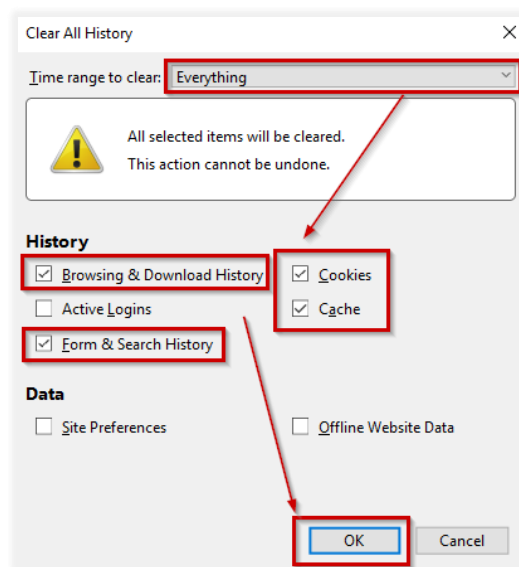 Clear All History
Time range to clear: Everything
All selected items will be cleared.
This action cannot be undone.
History
Browsing & Download History Cookies
Active Logins Cache
Form & Search History
Data
Site Preferences Offline Website Data
OK Cancel